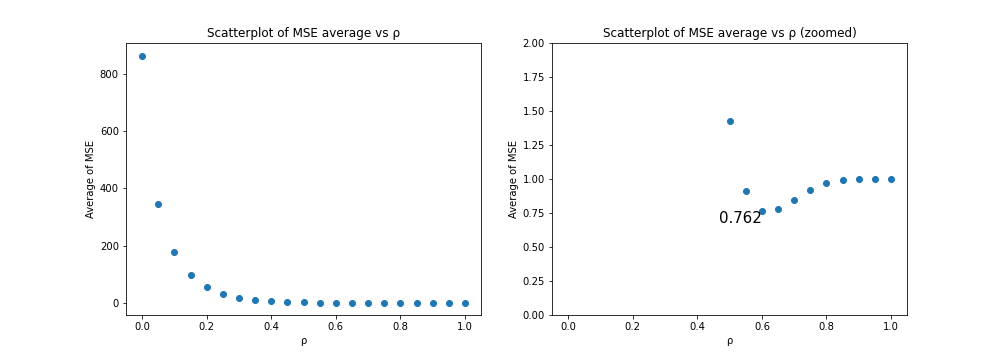 Scatterplot of MSE average vs ρ
Average of MSE
800
600
400
200
0
0.0 0.2 0.4 0.6 0.8 1.0
ρ
Scatterplot of MSE average vs ρ (zoomed)
Average of MSE
2.00
1.75
1.50
1.25
1.00
0.75
0.50
0.25
0.00
0.762
0.0 0.2 0.4 0.6 0.8 1.0
ρ